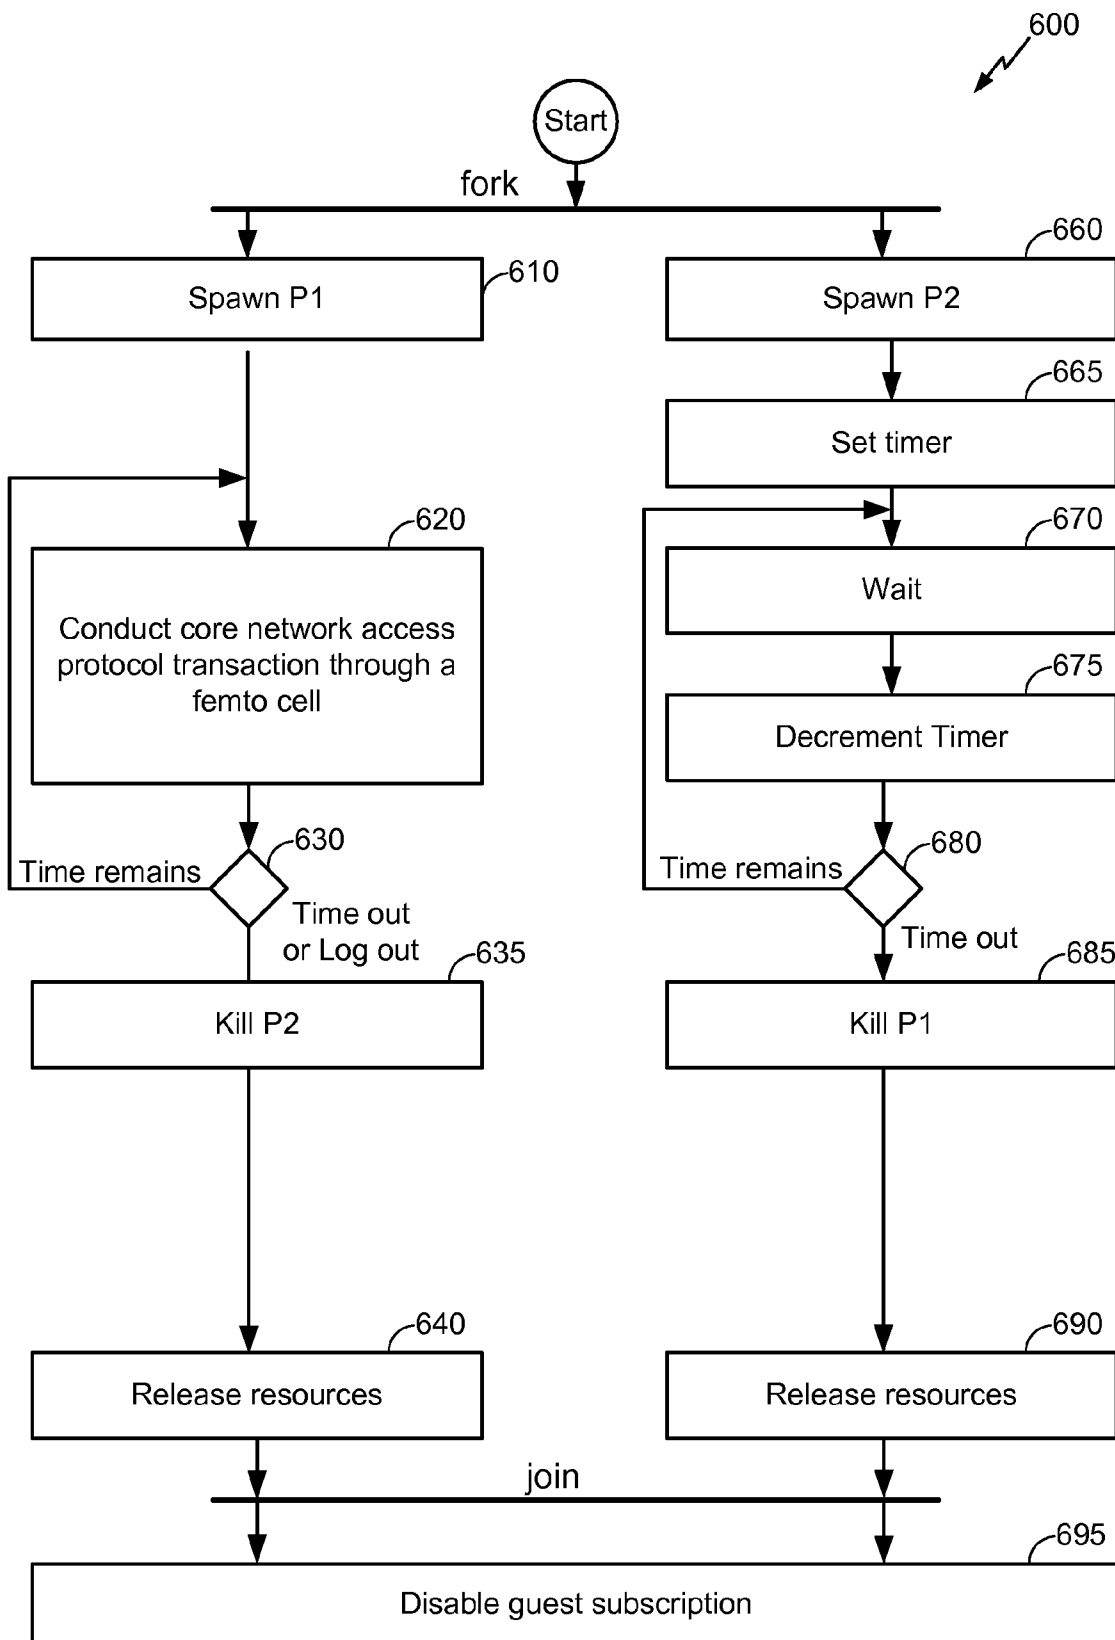 600
Start
fork
660
610
Spawn P1
Spawn P2
665
Set timer
620
670
Wait
Conduct core network access
protocol transaction through a
femto cell
675
Decrement Timer
630
680
Time remains
Time remains
Time out
or Log out
Time out
635
685
Kill P2
Kill P1
640
690
Release resources
Release resources
join
695
Disable guest subscription